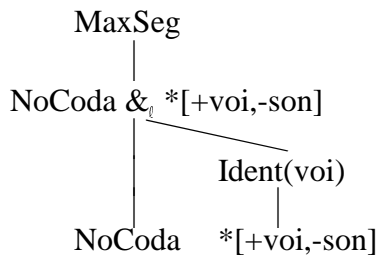 MaxSeg
NoCoda &ℓ *[+voi,-son]
Ident(voi)
NoCoda *[+voi,-son]